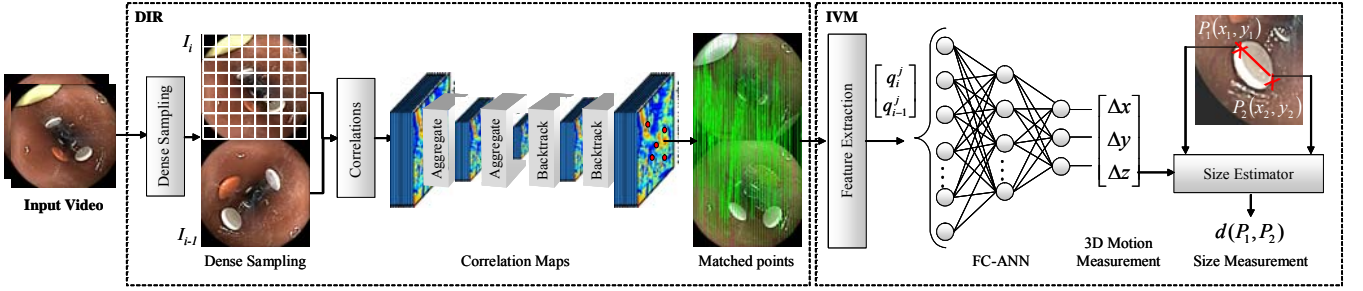 DIR
IVM
I_i
I_{i-1}
Input Video
Dense Sampling
Dense Sampling
Correlations
Aggregate
Aggregate
Backtrack
Backtrack
Correlation Maps
Matched points
Feature Extraction
q_i^j
q_{i-1}^j
FC-ANN
Δx
Δy
Δz
3D Motion
Measurement
P_1(x_1, y_1)
P_2(x_2, y_2)
Size Estimator
d(P_1, P_2)
Size Measurement